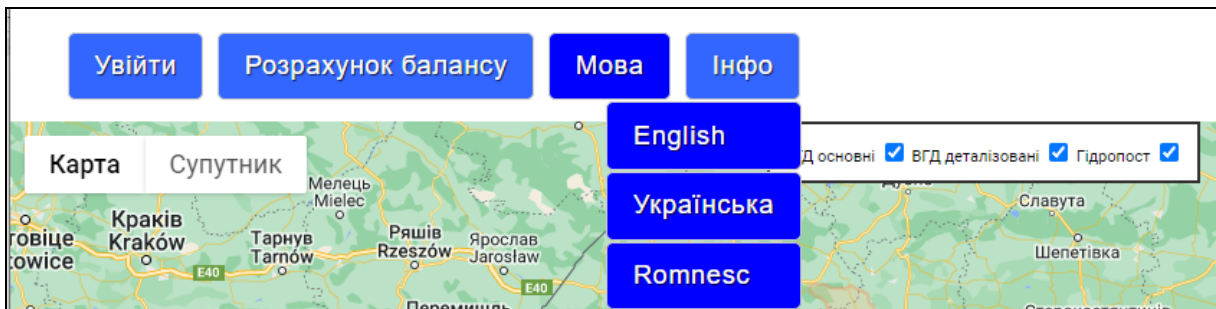 Увійти Розрахунок балансу Мова Інфо
English
Українська
Romnesc
Карта Супутник
основні ВГД деталізовані Гідропост
Мелець
Mielec
Краків
Kraków
Тарнув
Tarnów
Ряшів
Rzeszów
Ярослав
Jarosław
E40
E40
Славута
Шепетівка